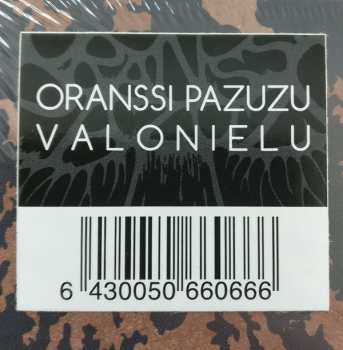 ORANSSI PAZUZU
VALONIELU
6 430050 660666